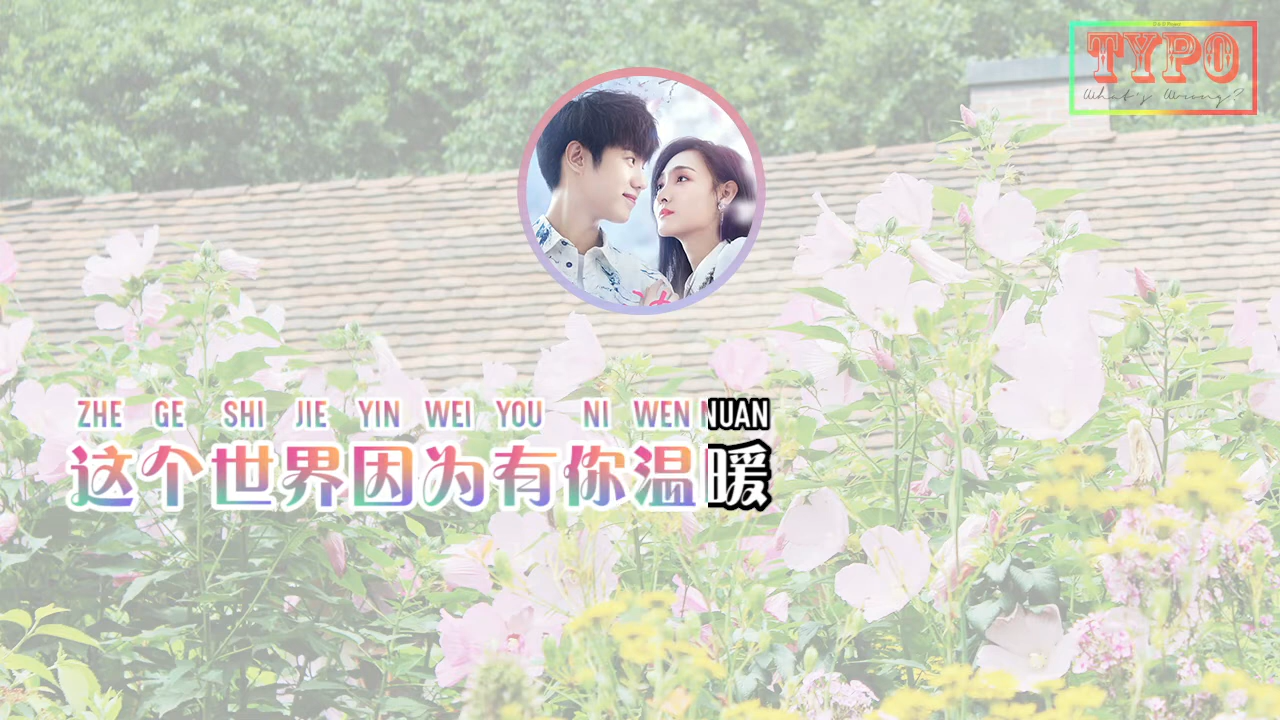 TYPO
What's Wrong?
ZHE GE SHI JIE YIN WEI YOU NI WEN NUAN
这个世界因为有你温暖